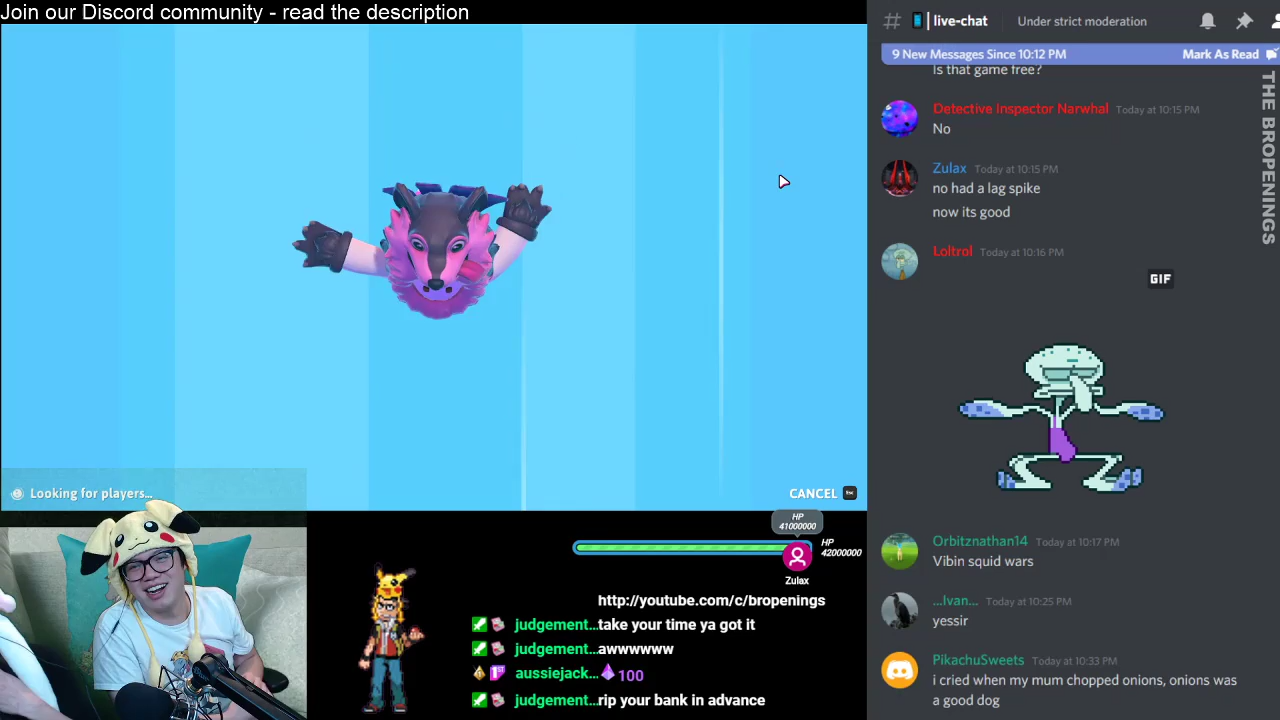 Join our Discord community - read the description
Looking for players...
CANCEL Esc
HP
41000000
HP
42000000
Zulax
http://youtube.com/c/bropenings
judgement...take your time ya got it
judgement...awwwwww
aussiejack... 100
judgement...rip your bank in advance
# | live-chat Under strict moderation
9 New Messages Since 10:12 PM Mark As Read
Is that game free?
Detective Inspector Narwhal Today at 10:15 PM
No
Zulax Today at 10:15 PM
no had a lag spike
now its good
Loltrol Today at 10:16 PM
GIF
Orbitznathan14 Today at 10:17 PM
Vibin squid wars
...Ivan... Today at 10:25 PM
yessir
PikachuSweets Today at 10:33 PM
i cried when my mum chopped onions, onions was
a good dog
THE BROPENINGS